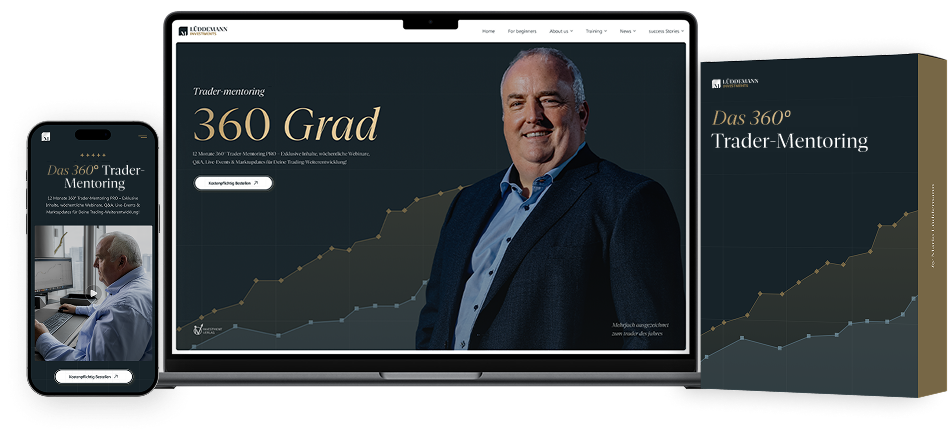 LÜDDEMANN
INVESTMENTS
Home For beginners About us Training News success Stories
Trader-mentoring
360 Grad
12 Monate 360° Trader-Mentoring PRO – Exklusive Inhalte, wöchentliche Webinare,
Q&A, Live Events & Marktupdates für Deine Trading-Weiterentwicklung!
Kostenpflichtig Bestellen
INVESTMENT
VERLAG
Mehrfach ausgezeichnet
zum trader des Jahres
Das 360° Trader-
Mentoring
12 Monate 360° Trader-Mentoring PRO – Exklusive
Inhalte, wöchentliche Webinare, Q&A, Live Events &
Marktupdates für Deine Trading-Weiterentwicklung!
Kostenpflichtig Bestellen
LÜDDEMANN
INVESTMENTS
Das 360°
Trader-Mentoring